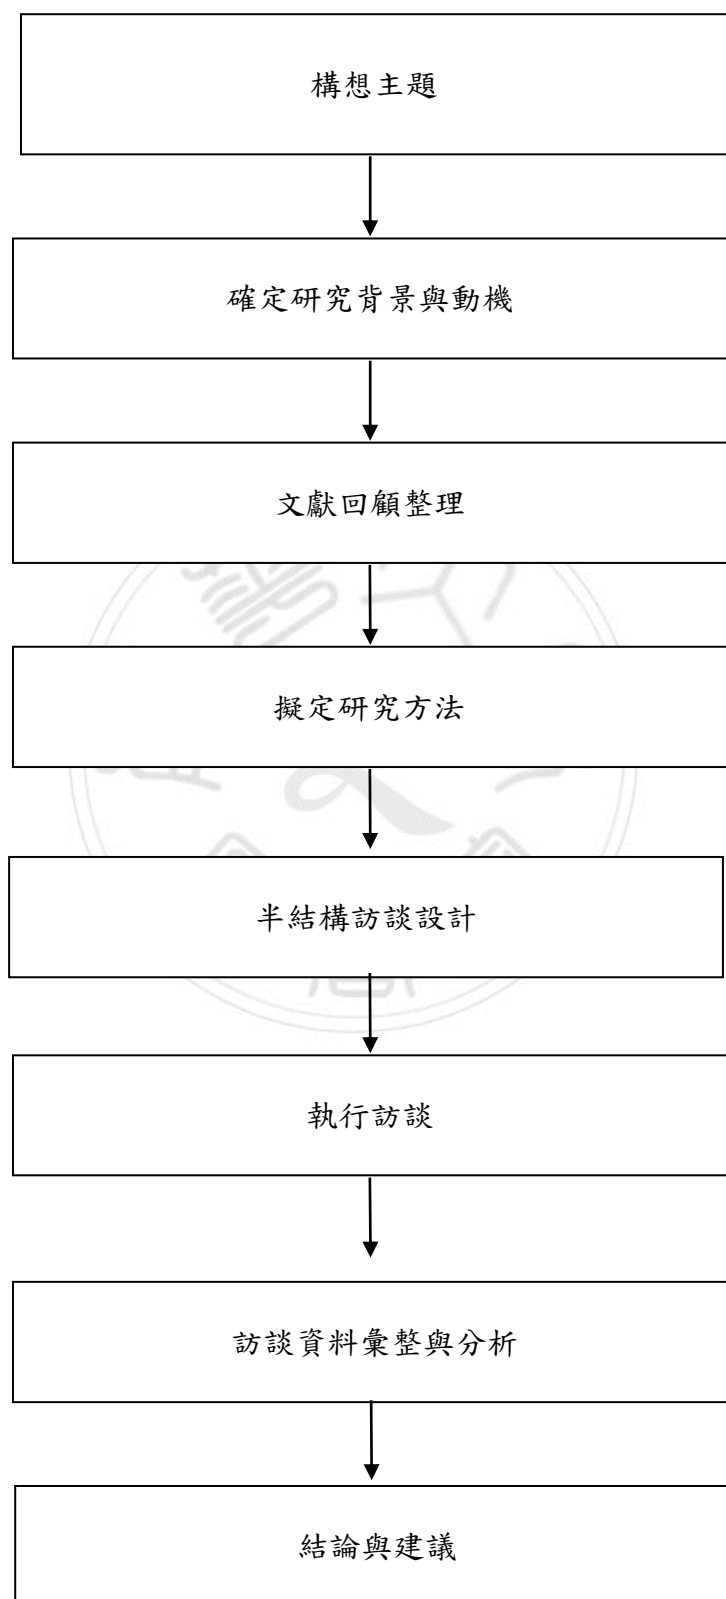 構想主題
確定研究背景與動機
文獻回顧整理
擬定研究方法
半結構訪談設計
執行訪談
訪談資料彙整與分析
結論與建議